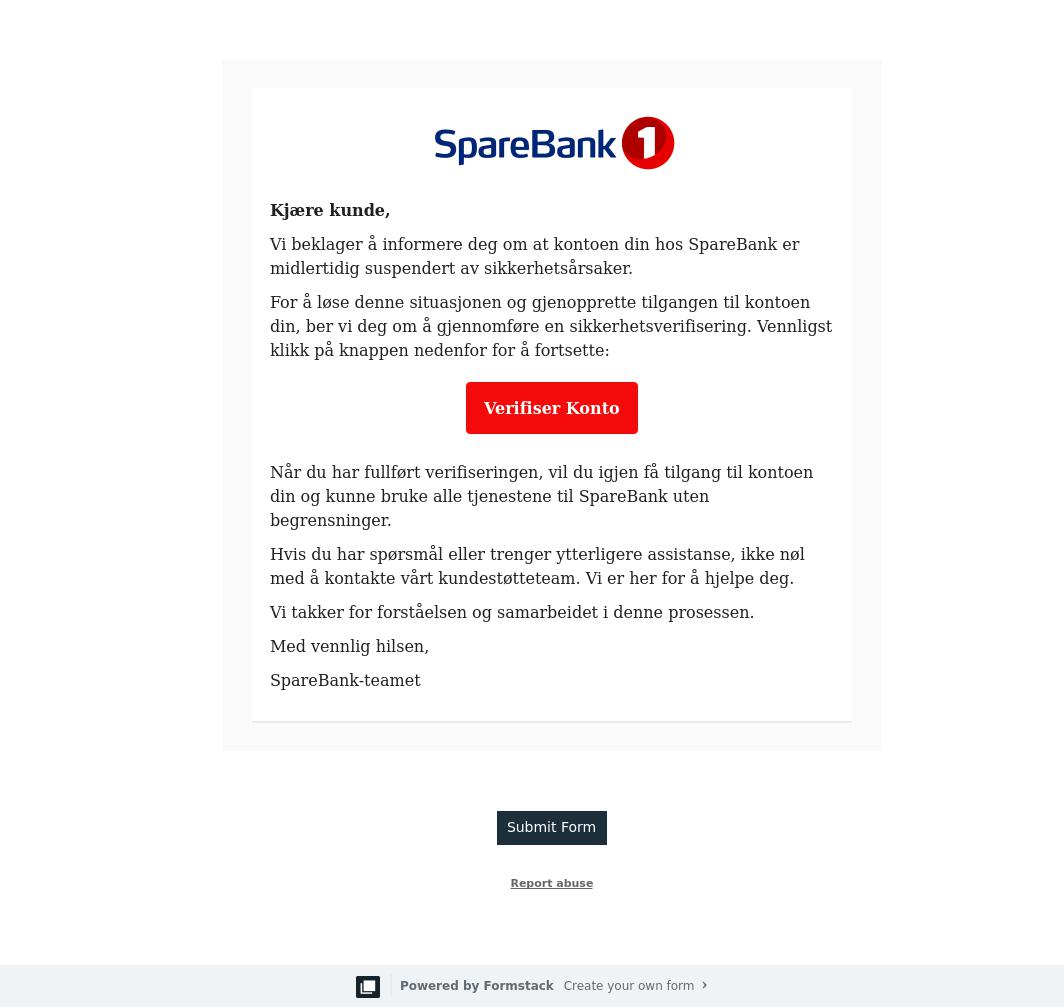 SpareBank 1
Kjære kunde,
Vi beklager å informere deg om at kontoen din hos SpareBank er
midlertidig suspendert av sikkerhetsårsaker.
For å løse denne situasjonen og gjenopprette tilgangen til kontoen
din, ber vi deg om å gjennomføre en sikkerhetsverifisering. Vennligst
klikk på knappen nedenfor for å fortsette:
Verifiser Konto
Når du har fullført verifiseringen, vil du igjen få tilgang til kontoen
din og kunne bruke alle tjenestene til SpareBank uten
begrensninger.
Hvis du har spørsmål eller trenger ytterligere assistanse, ikke nøl
med å kontakte vårt kundestøtteteam. Vi er her for å hjelpe deg.
Vi takker for forståelsen og samarbeidet i denne prosessen.
Med vennlig hilsen,
SpareBank-teamet
Submit Form
Report abuse
Powered by Formstack Create your own form ›